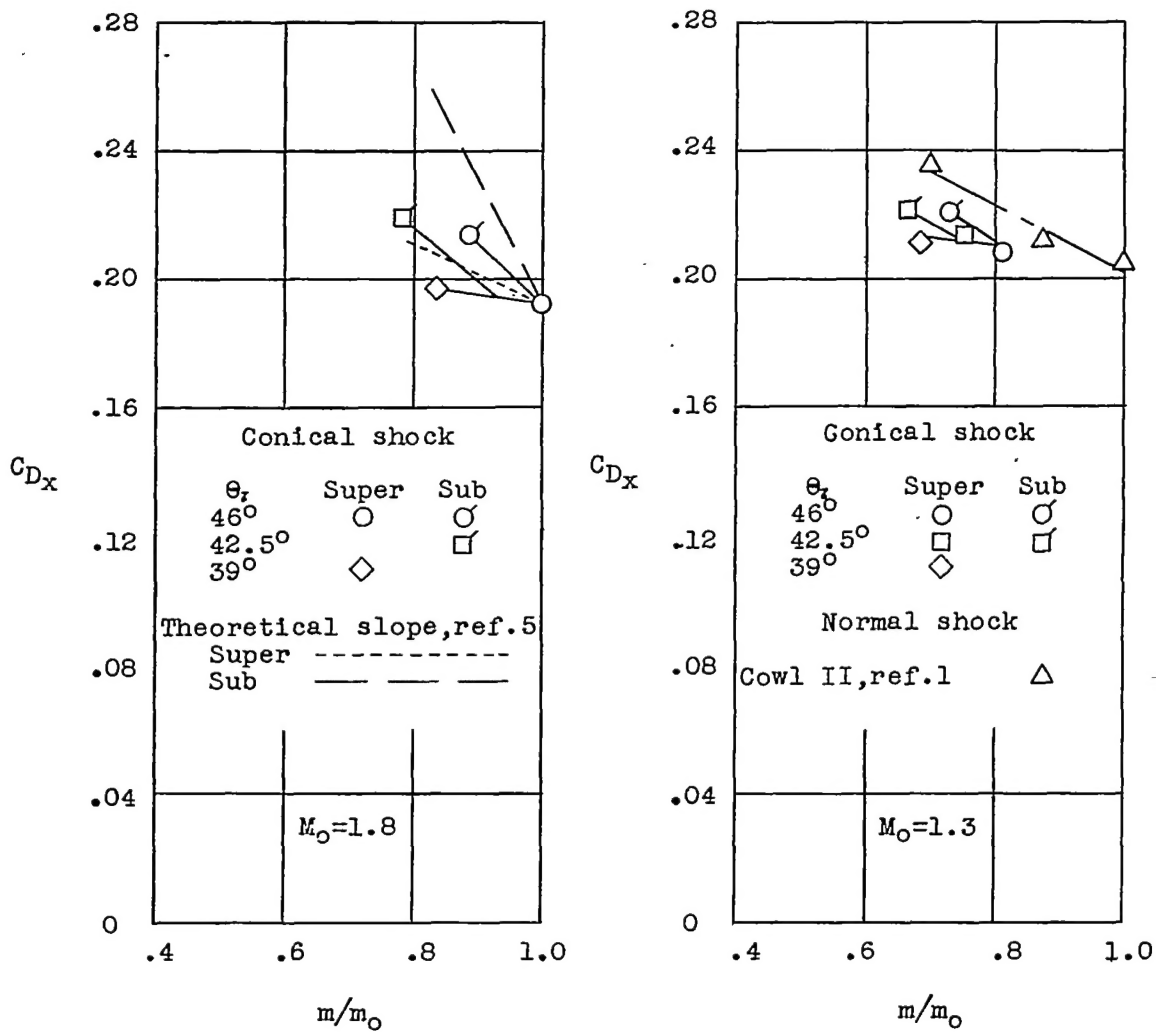 .28
.24
.20
.16
Conical shock
C_Dx
θ_l Super Sub
46°
42.5°
.12
39°
Theoretical slope,ref.5
Super
.08
Sub
.04
M_o=1.8
0
.4 .6 .8 1.0
m/m_o
.28
.24
.20
.16
Gonical shock
C_Dx
θ_l Super Sub
46°
42.5°
.12
39°
Normal shock
.08
Cowl II,ref.1
.04
M_o=1.3
0
.4 .6 .8 1.0
m/m_o